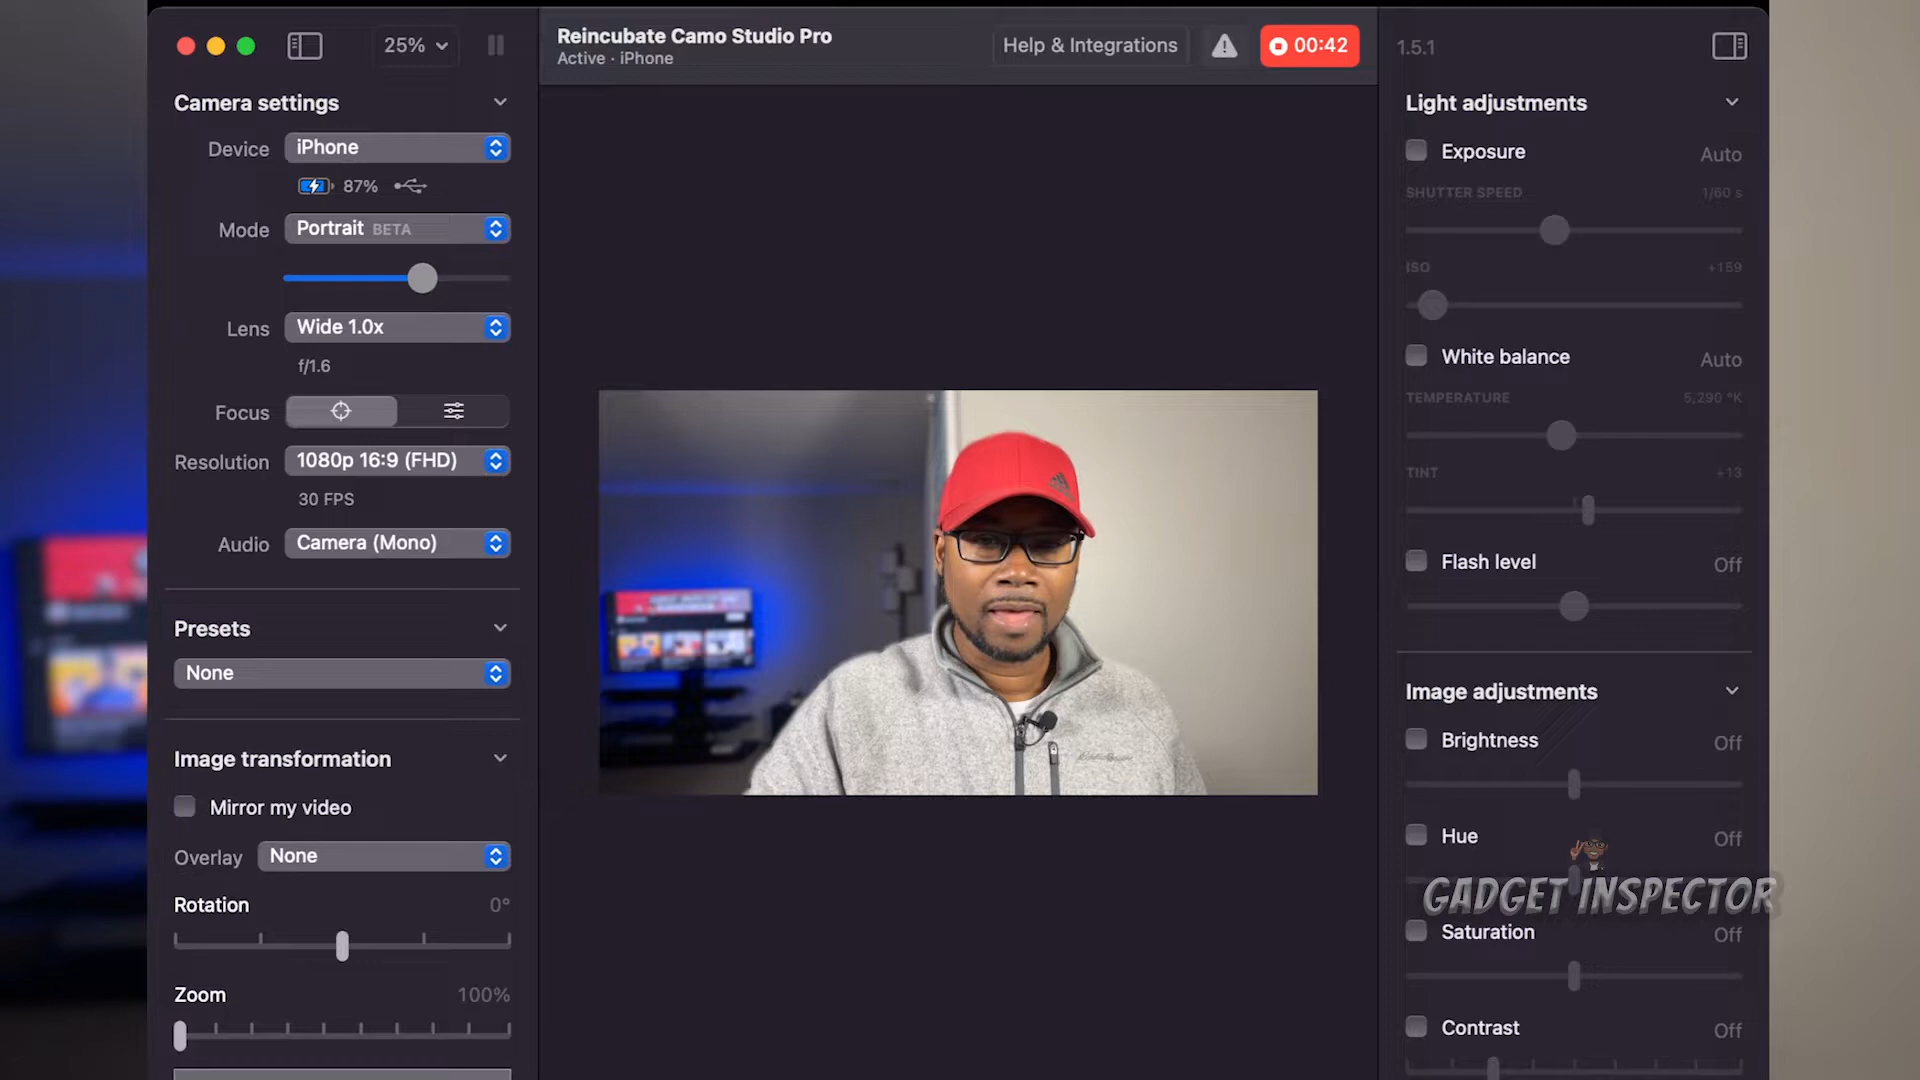 25%
Reincubate Camo Studio Pro
Active · iPhone
Help & Integrations
00:42
1.5.1
Camera settings
Device
iPhone
87%
Mode
Portrait BETA
Lens
Wide 1.0x
f/1.6
Focus
Resolution
1080p 16:9 (FHD)
30 FPS
Audio
Camera (Mono)
Presets
None
Image transformation
Mirror my video
Overlay
None
Rotation
0°
Zoom
100%
Light adjustments
Exposure
Auto
SHUTTER SPEED
1/60 s
ISO
+159
White balance
Auto
TEMPERATURE
5,290 °K
TINT
+13
Flash level
Off
Image adjustments
Brightness
Off
Hue
Off
GADGET INSPECTOR
Saturation
Off
Contrast
Off